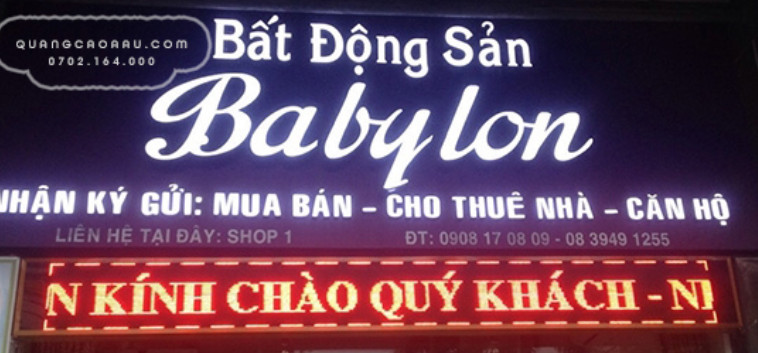 QUANGCAOAAU.COM
0702.164.000
Bất Động Sản
Babylon
NHẬN KÝ GỬI: MUA BÁN - CHO THUÊ NHÀ - CĂN HỘ
LIÊN HỆ TẠI ĐÂY: SHOP 1
ĐT: 0908 17 08 09 - 08 3949 1255
N KÍNH CHÀO QUÝ KHÁCH -